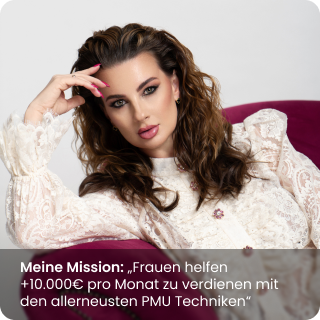 Meine Mission: „Frauen helfen
+10.000€ pro Monat zu verdienen mit
den allerneusten PMU Techniken“